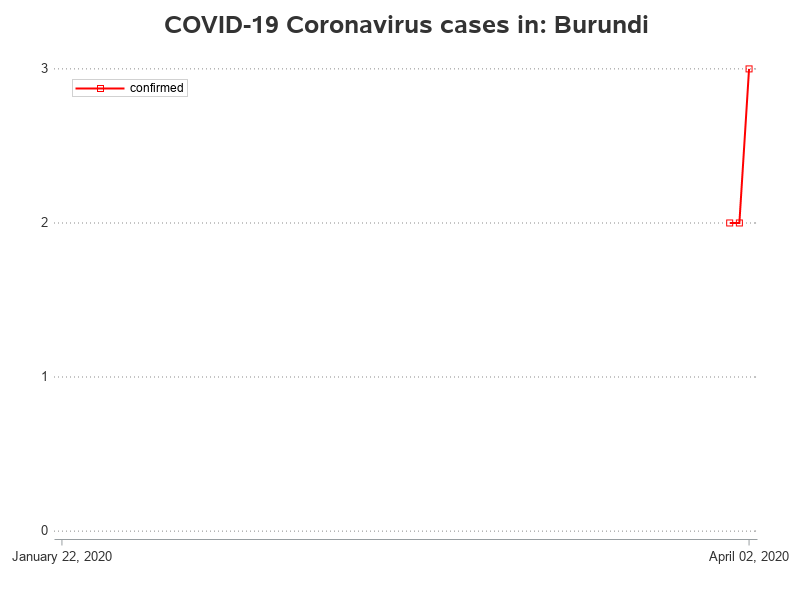 COVID-19 Coronavirus cases in: Burundi
3
confirmed
2
1
0
January 22, 2020
April 02, 2020